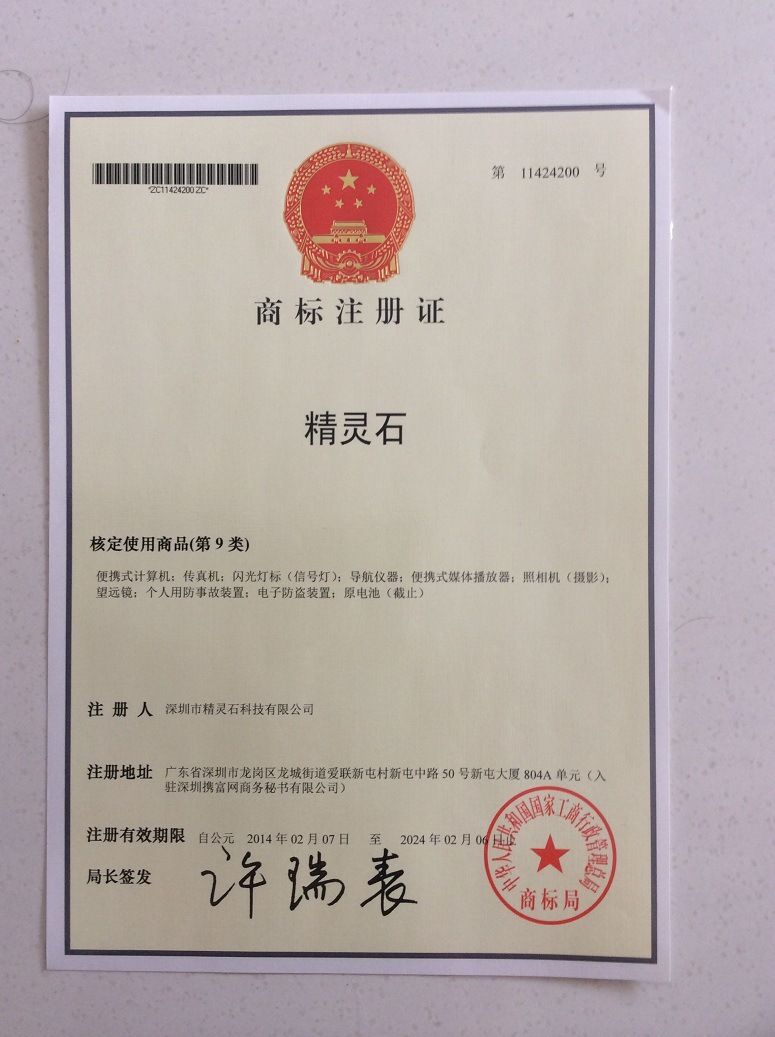 *ZC11424200ZC*
第 11424200 号
商标注册证
精灵石
核定使用商品(第 9 类)
便携式计算机；传真机；闪光灯标（信号灯）；导航仪器；便携式媒体播放器；照相机（摄影）；
望远镜；个人用防事故装置；电子防盗装置；原电池（截止）
注 册 人 深圳市精灵石科技有限公司
注册地址 广东省深圳市龙岗区龙城街道爱联新屯村新屯中路 50 号新屯大厦 804A 单元（入
驻深圳携富网商务秘书有限公司）
注册有效期限 自公元 2014 年 02 月 07 日 至 2024 年 02 月 06 日止
局长签发 许瑞表
中华人民共和国国家工商行政管理总局
商标局